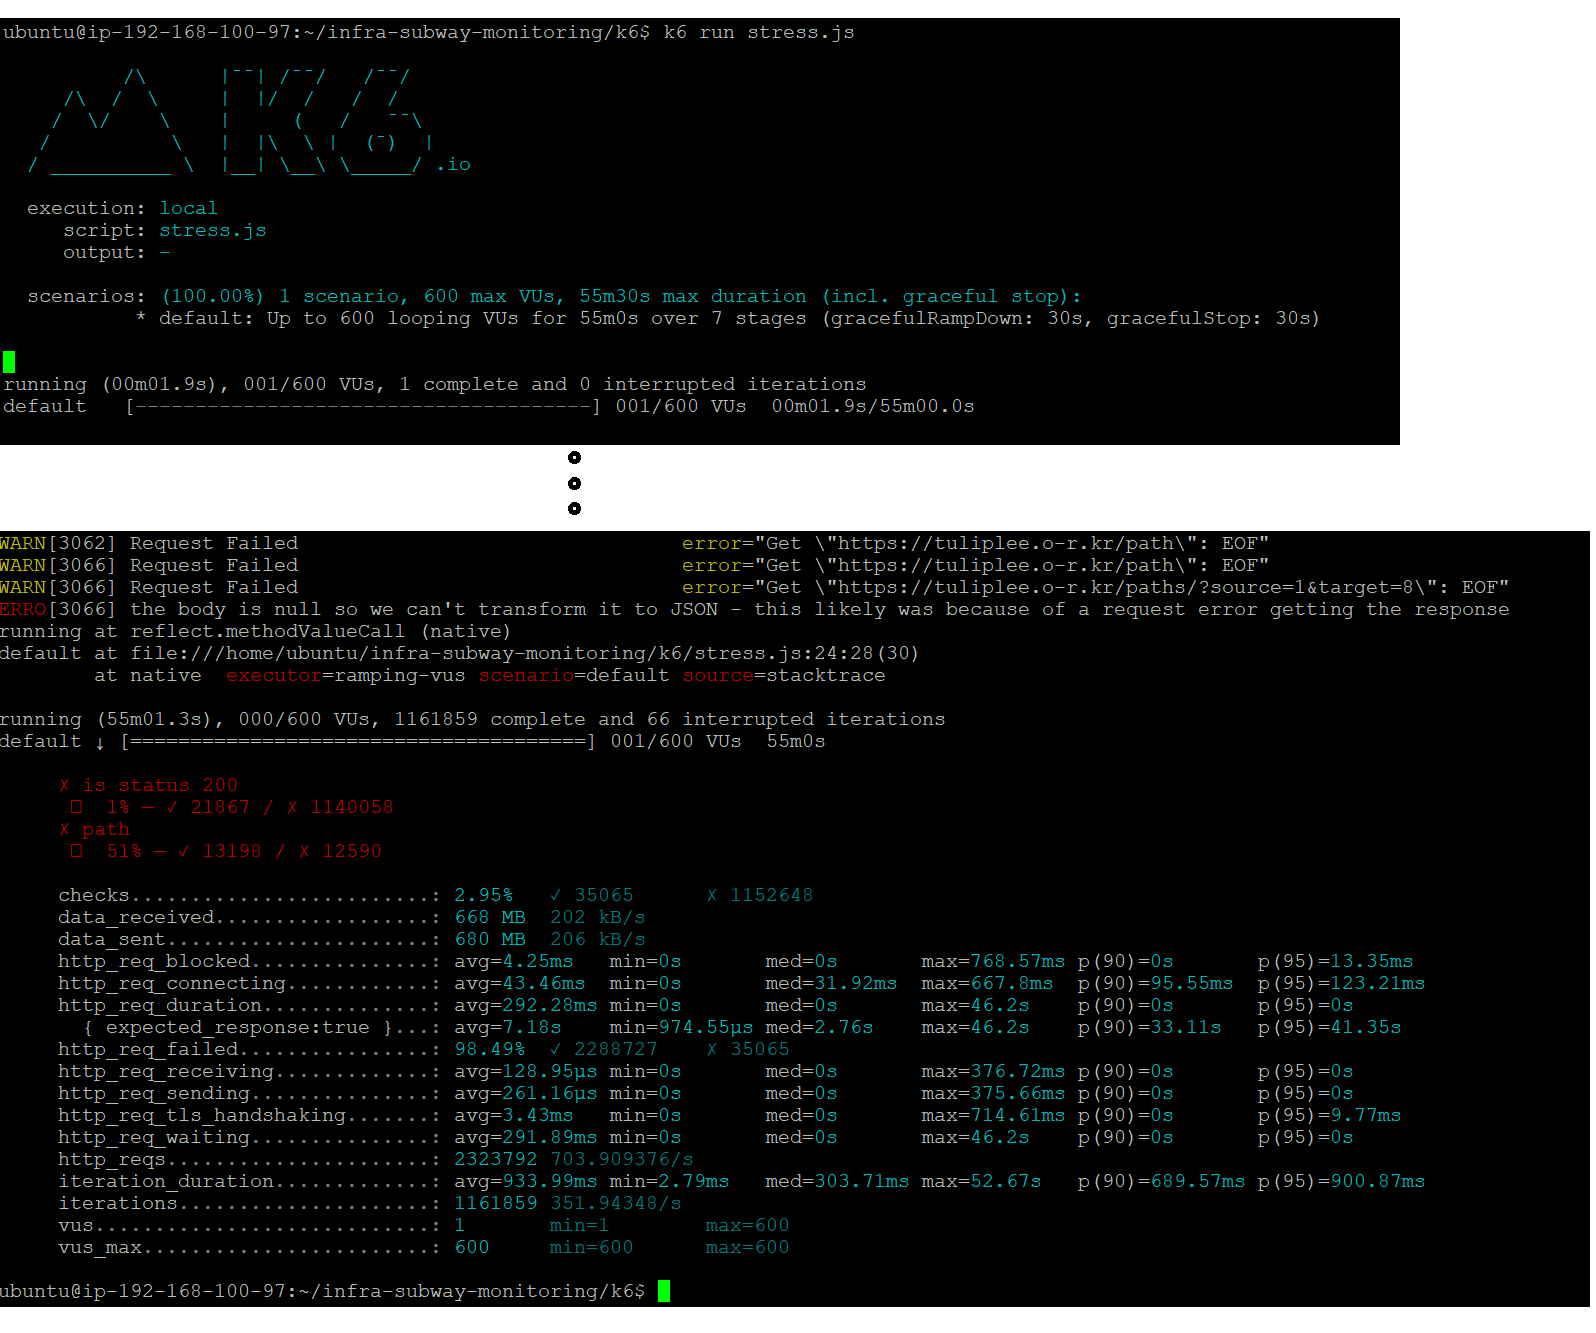 ubuntu@ip-192-168-100-97:~/infra-subway-monitoring/k6$ k6 run stress.js
          /\      |‾‾| /‾‾/   /‾‾/
     /\  /  \     |  |/  /   /  /
    /  \/    \    |     (   /   ‾‾\
   /          \   |  |\  \ |  (‾)  |
  / __________ \  |__| \__\ \_____/ .io
execution: local
script: stress.js
output: -
scenarios: (100.00%) 1 scenario, 600 max VUs, 55m30s max duration (incl. graceful stop):
* default: Up to 600 looping VUs for 55m0s over 7 stages (gracefulRampDown: 30s, gracefulStop: 30s)
running (00m01.9s), 001/600 VUs, 1 complete and 0 interrupted iterations
default   [--------------------------------------] 001/600 VUs  00m01.9s/55m00.0s
WARN[3062] Request Failed                                error="Get \"https://tuliplee.o-r.kr/path\": EOF"
WARN[3066] Request Failed                                error="Get \"https://tuliplee.o-r.kr/path\": EOF"
WARN[3066] Request Failed                                error="Get \"https://tuliplee.o-r.kr/paths/?source=1&target=8\": EOF"
ERRO[3066] the body is null so we can't transform it to JSON - this likely was because of a request error getting the response
running at reflect.methodValueCall (native)
default at file:///home/ubuntu/infra-subway-monitoring/k6/stress.js:24:28(30)
at native  executor=ramping-vus scenario=default source=stacktrace
running (55m01.3s), 000/600 VUs, 1161859 complete and 66 interrupted iterations
default ↓ [======================================] 001/600 VUs  55m0s
✗ is status 200
1% — ✓ 21867 / ✗ 1140058
✗ path
51% — ✓ 13198 / ✗ 12590
checks.........................: 2.95%   ✓ 35065       ✗ 1152648
data_received..................: 668 MB  202 kB/s
data_sent......................: 680 MB  206 kB/s
http_req_blocked...............: avg=4.25ms   min=0s       med=0s       max=768.57ms p(90)=0s       p(95)=13.35ms
http_req_connecting............: avg=43.46ms  min=0s       med=31.92ms  max=667.8ms  p(90)=95.55ms  p(95)=123.21ms
http_req_duration..............: avg=292.28ms min=0s       med=0s       max=46.2s    p(90)=0s       p(95)=0s
{ expected_response:true }...: avg=7.18s    min=974.55µs med=2.76s    max=46.2s    p(90)=33.11s   p(95)=41.35s
http_req_failed................: 98.49%  ✓ 2288727     ✗ 35065
http_req_receiving.............: avg=128.95µs min=0s       med=0s       max=376.72ms p(90)=0s       p(95)=0s
http_req_sending...............: avg=261.16µs min=0s       med=0s       max=375.66ms p(90)=0s       p(95)=0s
http_req_tls_handshaking.......: avg=3.43ms   min=0s       med=0s       max=714.61ms p(90)=0s       p(95)=9.77ms
http_req_waiting...............: avg=291.89ms min=0s       med=0s       max=46.2s    p(90)=0s       p(95)=0s
http_reqs......................: 2323792 703.909376/s
iteration_duration.............: avg=933.99ms min=2.79ms   med=303.71ms max=52.67s   p(90)=689.57ms p(95)=900.87ms
iterations.....................: 1161859 351.94348/s
vus............................: 1       min=1        max=600
vus_max........................: 600     min=600      max=600
ubuntu@ip-192-168-100-97:~/infra-subway-monitoring/k6$